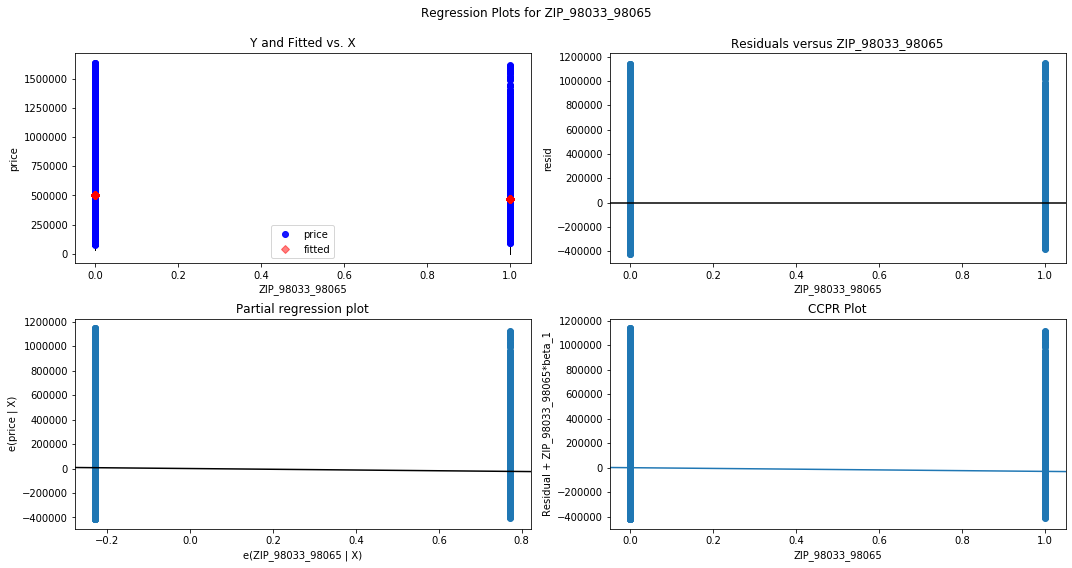 Regression Plots for ZIP_98033_98065
Y and Fitted vs. X
price
1500000
1250000
1000000
750000
500000
250000
0
0.0 0.2 0.4 0.6 0.8 1.0
ZIP_98033_98065
price
fitted
Residuals versus ZIP_98033_98065
resid
1200000
1000000
800000
600000
400000
200000
0
−200000
−400000
0.0 0.2 0.4 0.6 0.8 1.0
ZIP_98033_98065
Partial regression plot
e(price | X)
1200000
1000000
800000
600000
400000
200000
0
−200000
−400000
−0.2 0.0 0.2 0.4 0.6 0.8
e(ZIP_98033_98065 | X)
CCPR Plot
Residual + ZIP_98033_98065*beta_1
1200000
1000000
800000
600000
400000
200000
0
−200000
−400000
0.0 0.2 0.4 0.6 0.8 1.0
ZIP_98033_98065